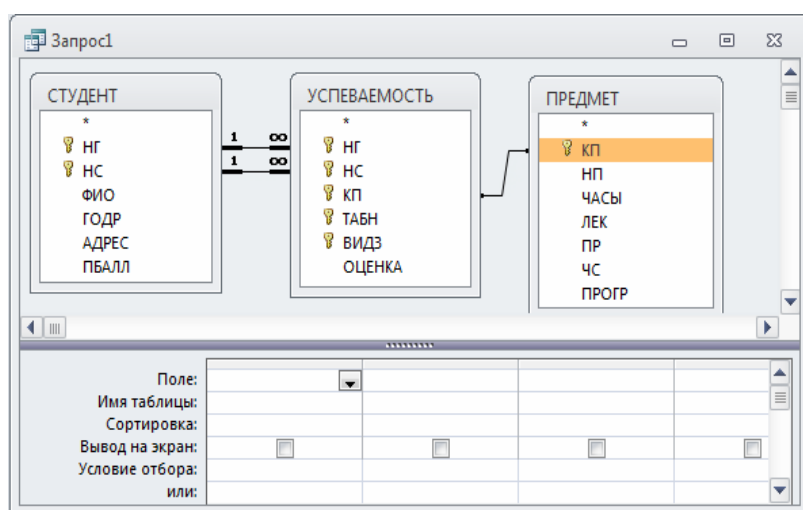 Запрос1
СТУДЕНТ
*
НГ
НС
ФИО
ГОДР
АДРЕС
ПБАЛЛ
1 ∞
1 ∞
УСПЕВАЕМОСТЬ
*
НГ
НС
КП
ТАБН
ВИДЗ
ОЦЕНКА
ПРЕДМЕТ
*
КП
НП
ЧАСЫ
ЛЕК
ПР
ЧС
ПРОГР
Поле:
Имя таблицы:
Сортировка:
Вывод на экран:
Условие отбора:
или: